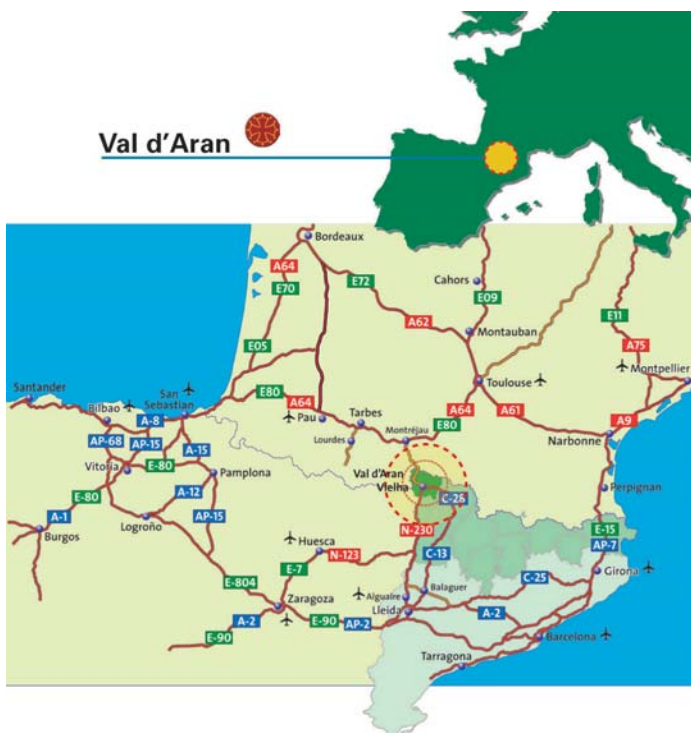 Val d'Aran
Bordeaux
A64
E70
E72
Cahors
E09
E11
A62
Montauban
A75
E05
Montpellier
Toulouse
Santander
San
Sebastian
E80
A64
Pau
Tarbes
Lourdes
Montréjau
E80
A64
A61
A9
Narbonne
Bilbao
A-8
AP-68
AP-15
A-15
Vitoria
E-80
Pamplona
Val d'Aran
Vielha
C-28
Perpignan
E-80
A-12
A-1
Burgos
Logroño
AP-15
Huesca
N-230
N-123
E-15
AP-7
C-13
E-7
Girona
E-804
C-25
Alguaire
Balaguer
Zaragoza
Lleida
A-2
A-2
E-90
AP-2
E-90
Barcelona
Tarragona